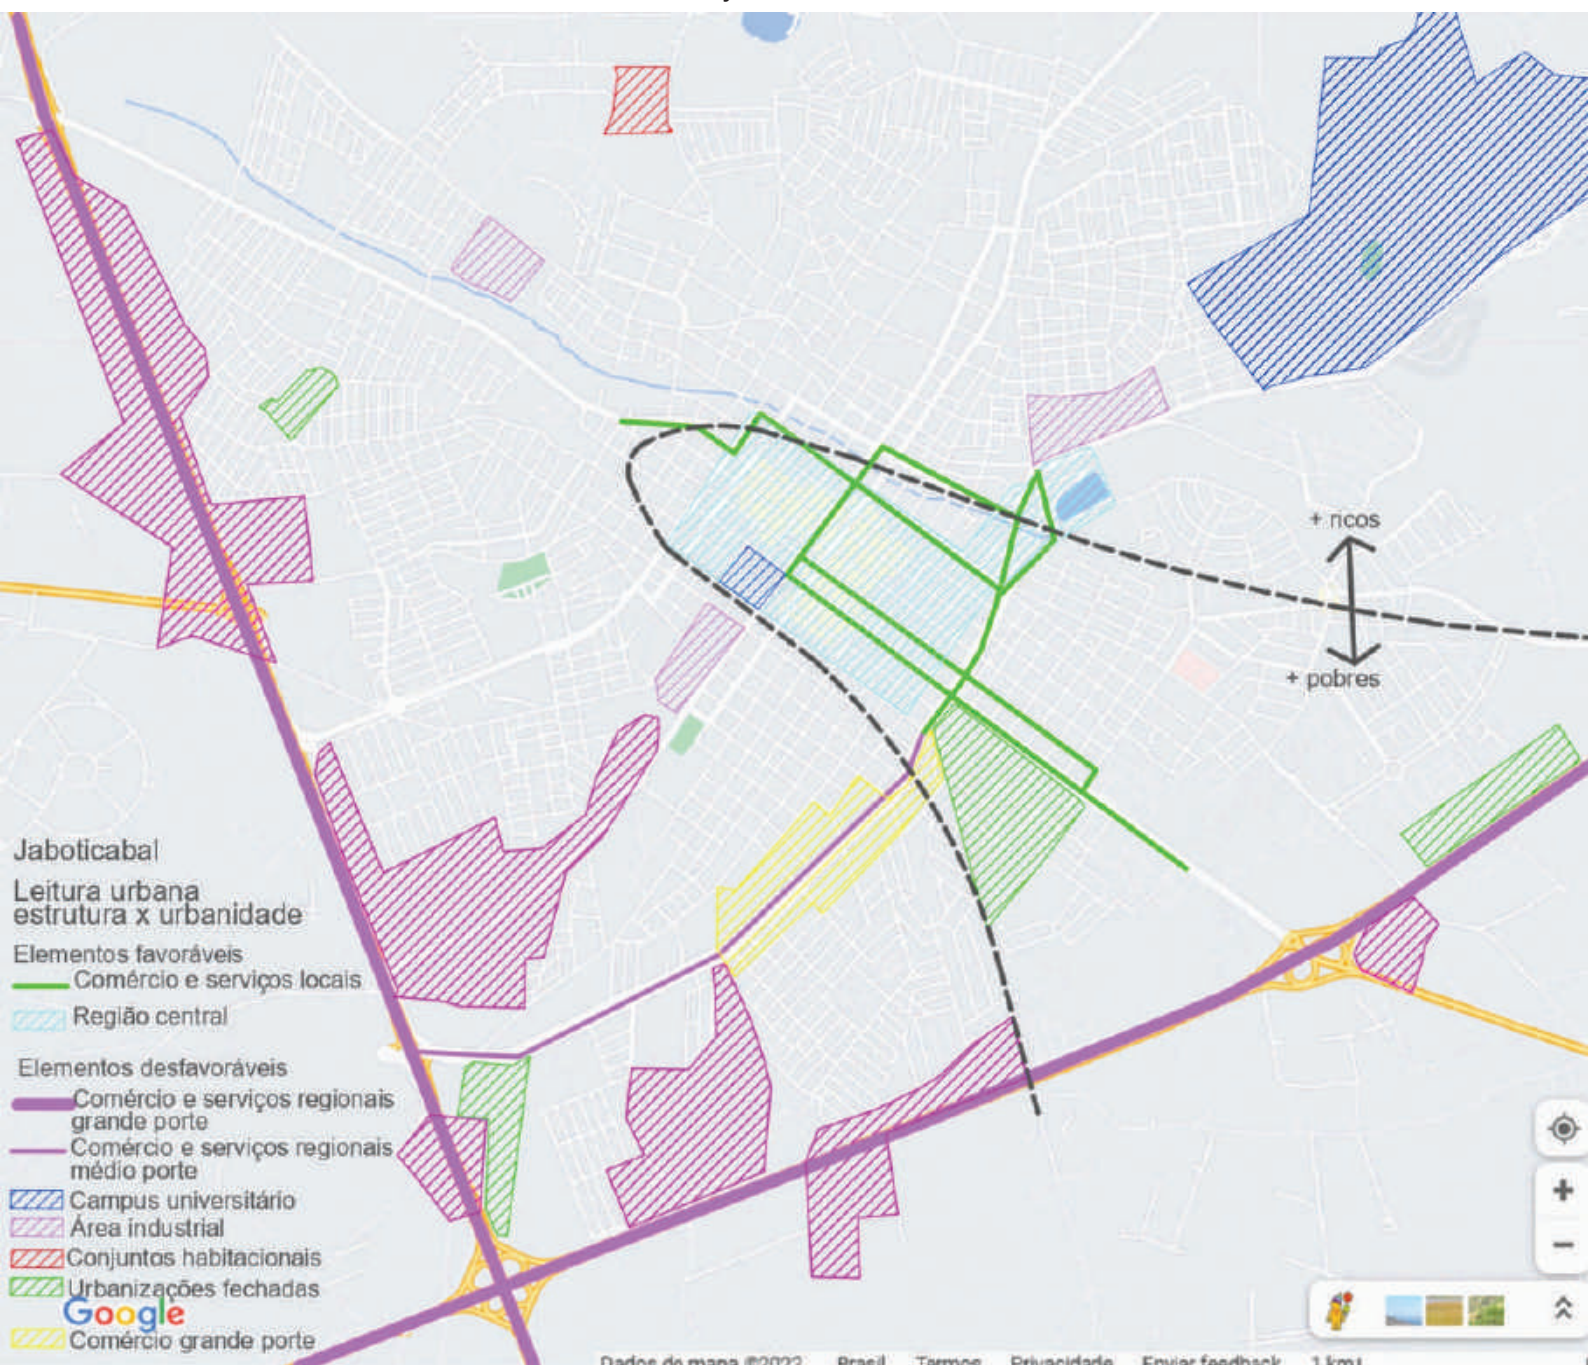 + ricos
+ pobres
Jaboticabal
Leitura urbana
estrutura x urbanidade
Elementos favoráveis
Comércio e serviços locais
Região central
Elementos desfavoráveis
Comércio e serviços regionais
grande porte
Comércio e serviços regionais
médio porte
Campus universitário
Área industrial
Conjuntos habitacionais
Urbanizações fechadas
Google
Comércio grande porte
Dados do mapa ©2022 Brasil Termos Privacidade Enviar feedback 1 km